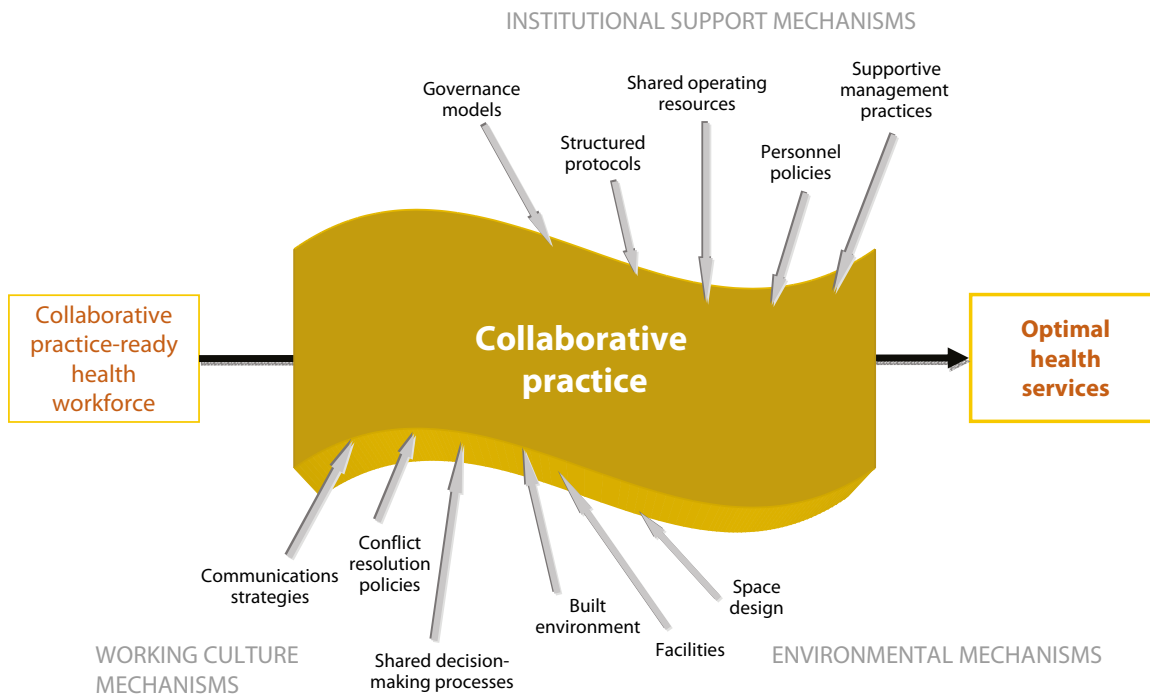 INSTITUTIONAL SUPPORT MECHANISMS
Governance
models
Structured
protocols
Shared operating
resources
Personnel
policies
Supportive
management
practices
Collaborative
practice-ready
health
workforce
Collaborative
practice
Optimal
health
services
Communications
strategies
Conflict
resolution
policies
Shared decision-
making processes
Built
environment
Facilities
Space
design
WORKING CULTURE
MECHANISMS
ENVIRONMENTAL MECHANISMS